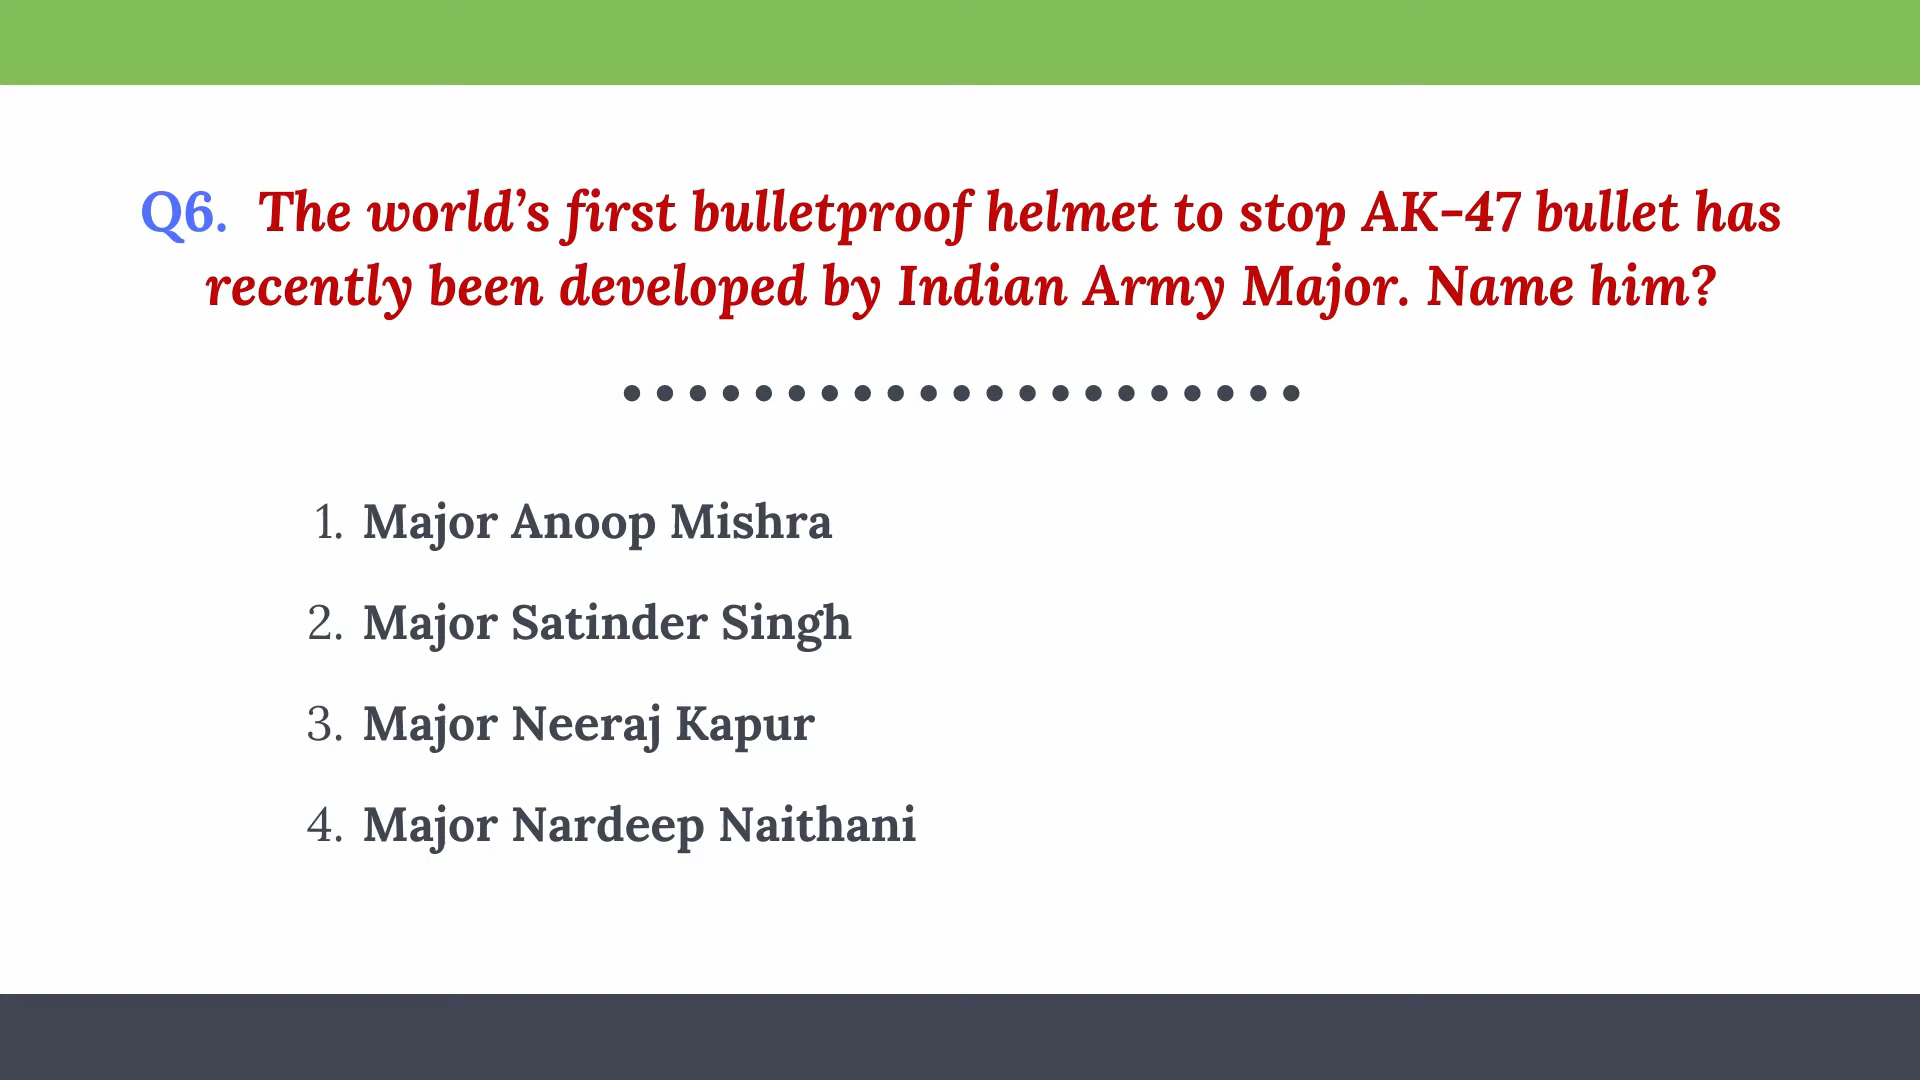 Q6. The world’s first bulletproof helmet to stop AK-47 bullet has
recently been developed by Indian Army Major. Name him?
1. Major Anoop Mishra
2. Major Satinder Singh
3. Major Neeraj Kapur
4. Major Nardeep Naithani